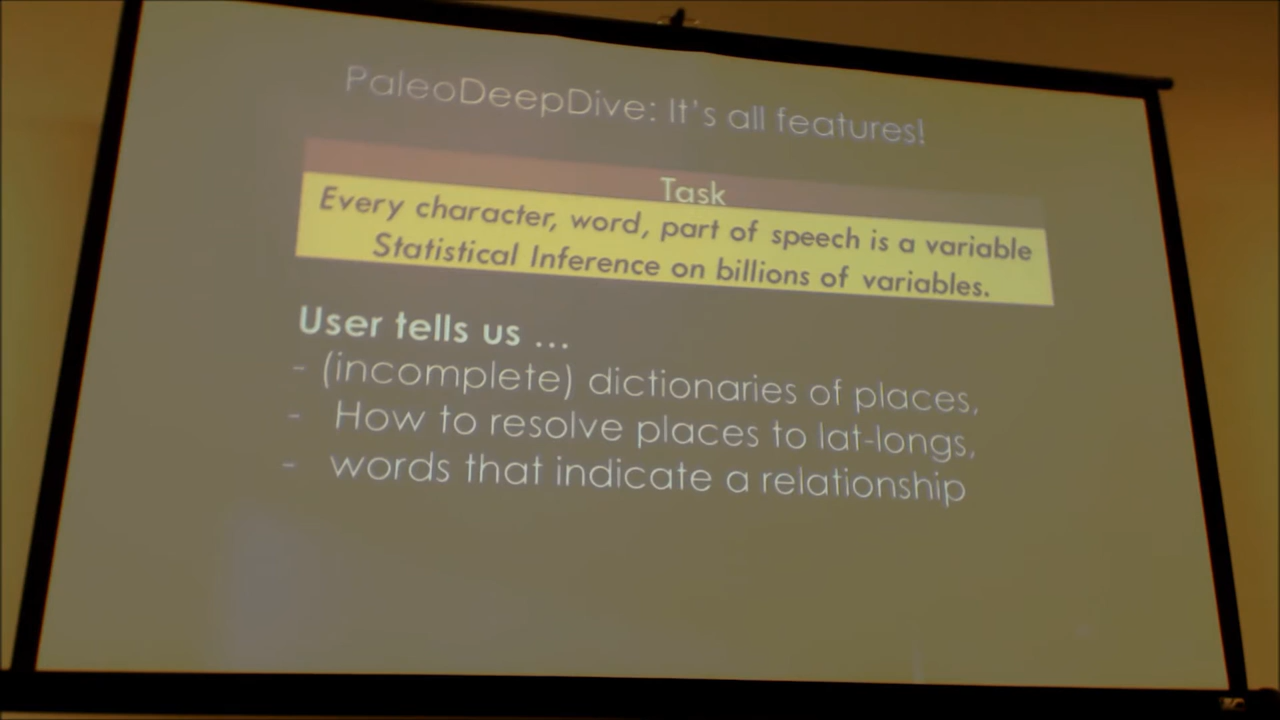 PaleoDeepDive: It's all features!
Task
Every character, word, part of speech is a variable
Statistical Inference on billions of variables.
User tells us ...
- (incomplete) dictionaries of places,
- How to resolve places to lat-longs,
- words that indicate a relationship